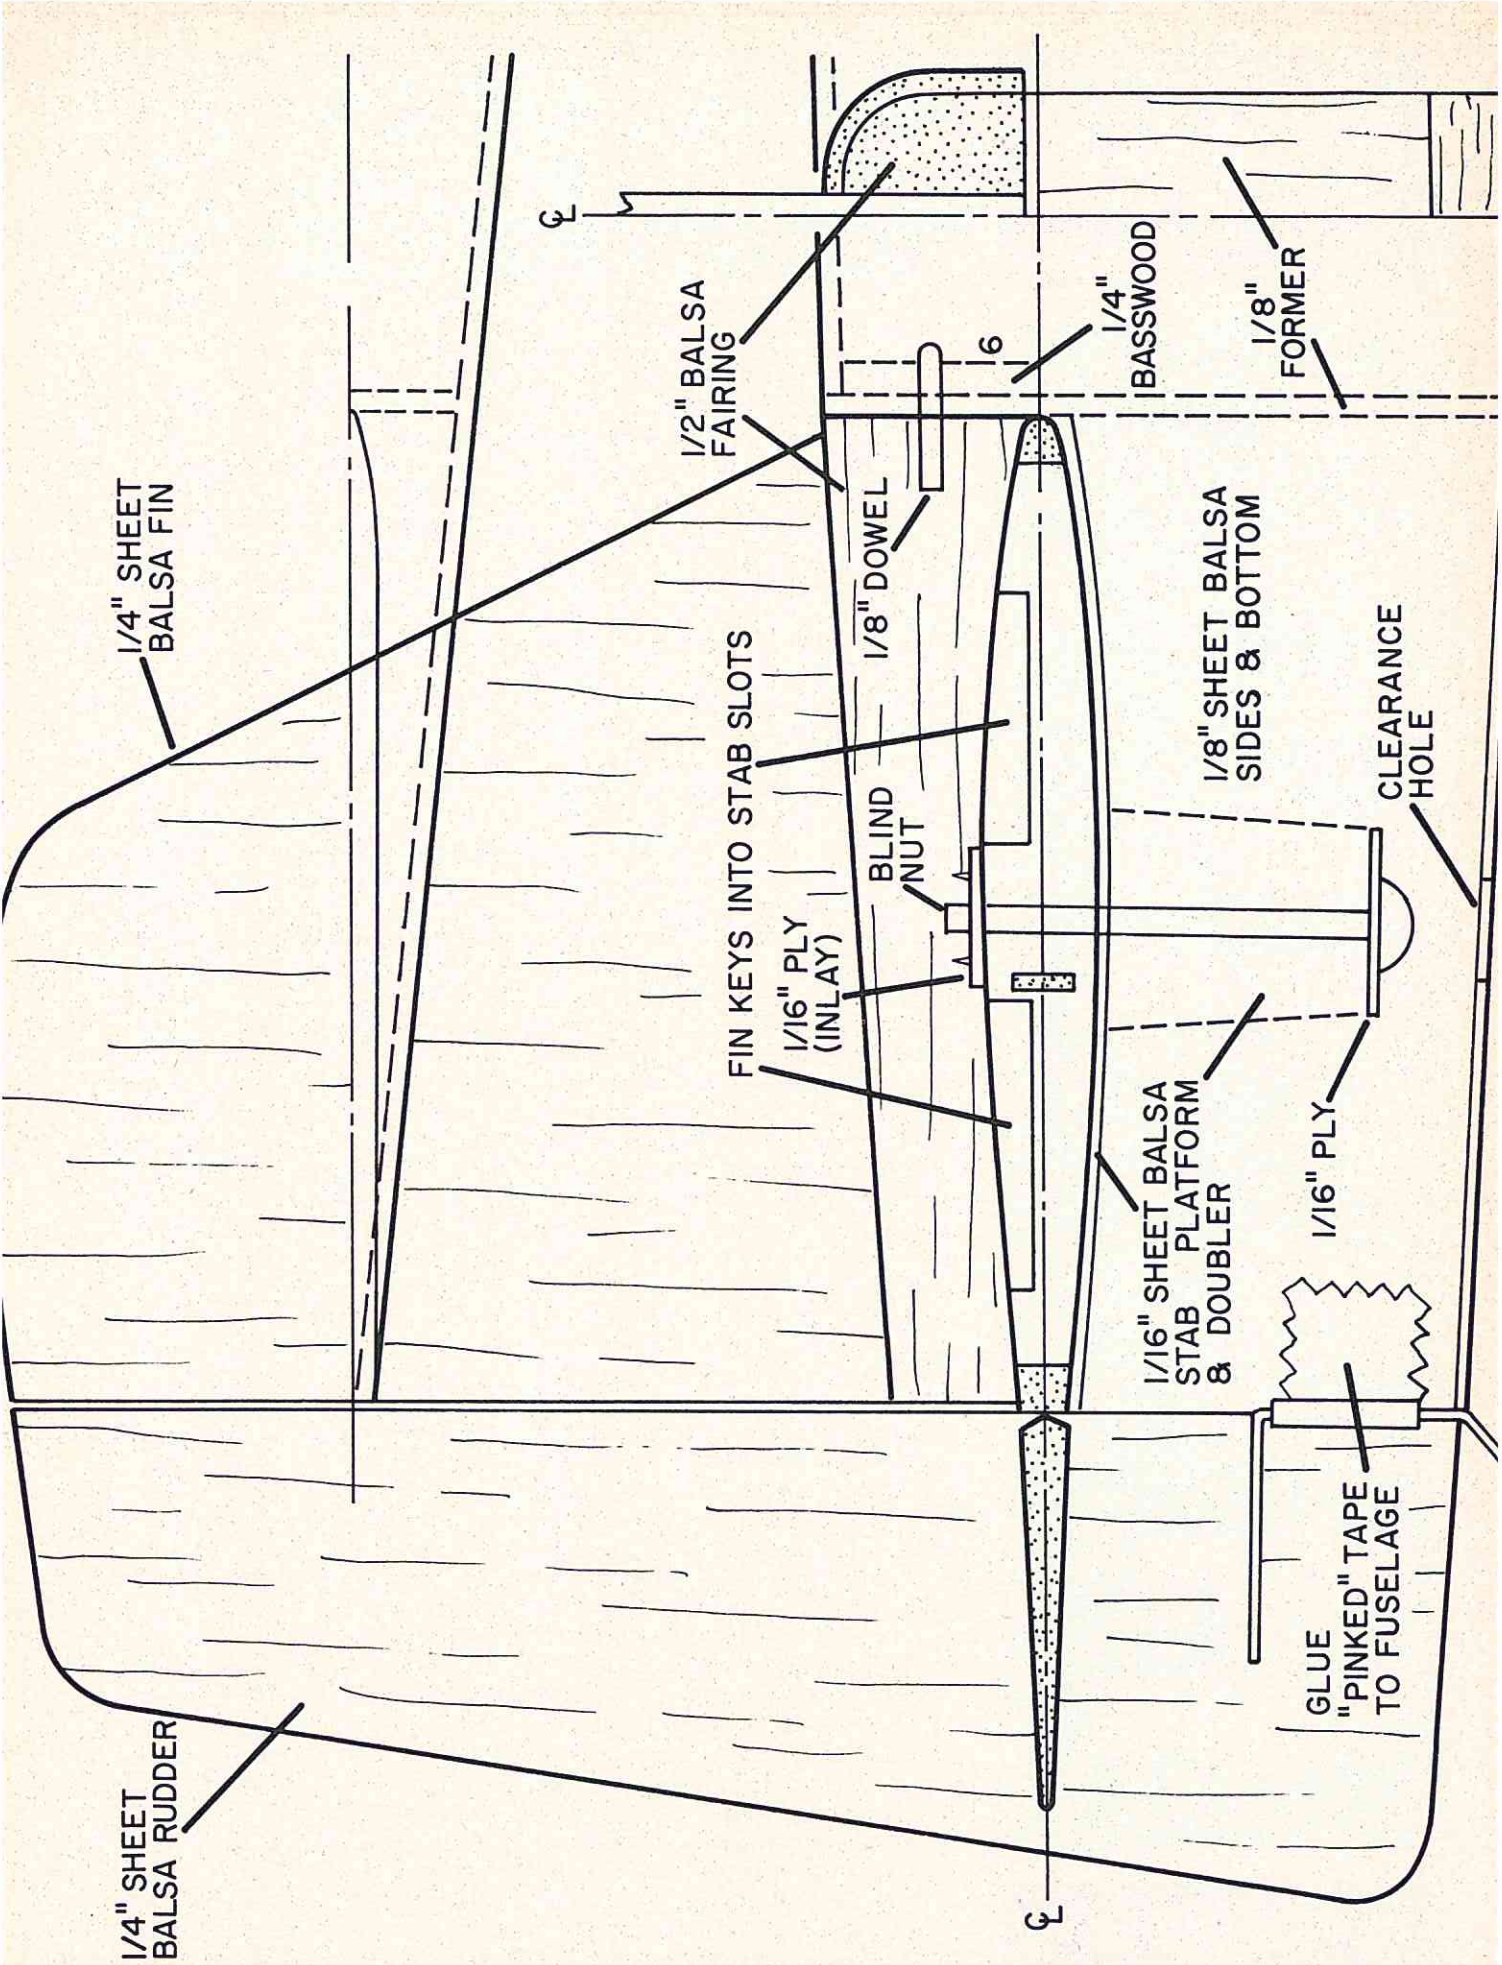 1/4" SHEET
BALSA RUDDER
1/4" SHEET
BALSA FIN
℄
1/2" BALSA
FAIRING
FIN KEYS INTO STAB SLOTS
1/16" PLY
(INLAY)
BLIND
NUT
1/8" DOWEL
6
1/4"
BASSWOOD
℄
1/16" SHEET BALSA
STAB PLATFORM
& DOUBLER
1/8" SHEET BALSA
SIDES & BOTTOM
1/8"
FORMER
GLUE
"PINKED" TAPE
TO FUSELAGE
1/16" PLY
CLEARANCE
HOLE